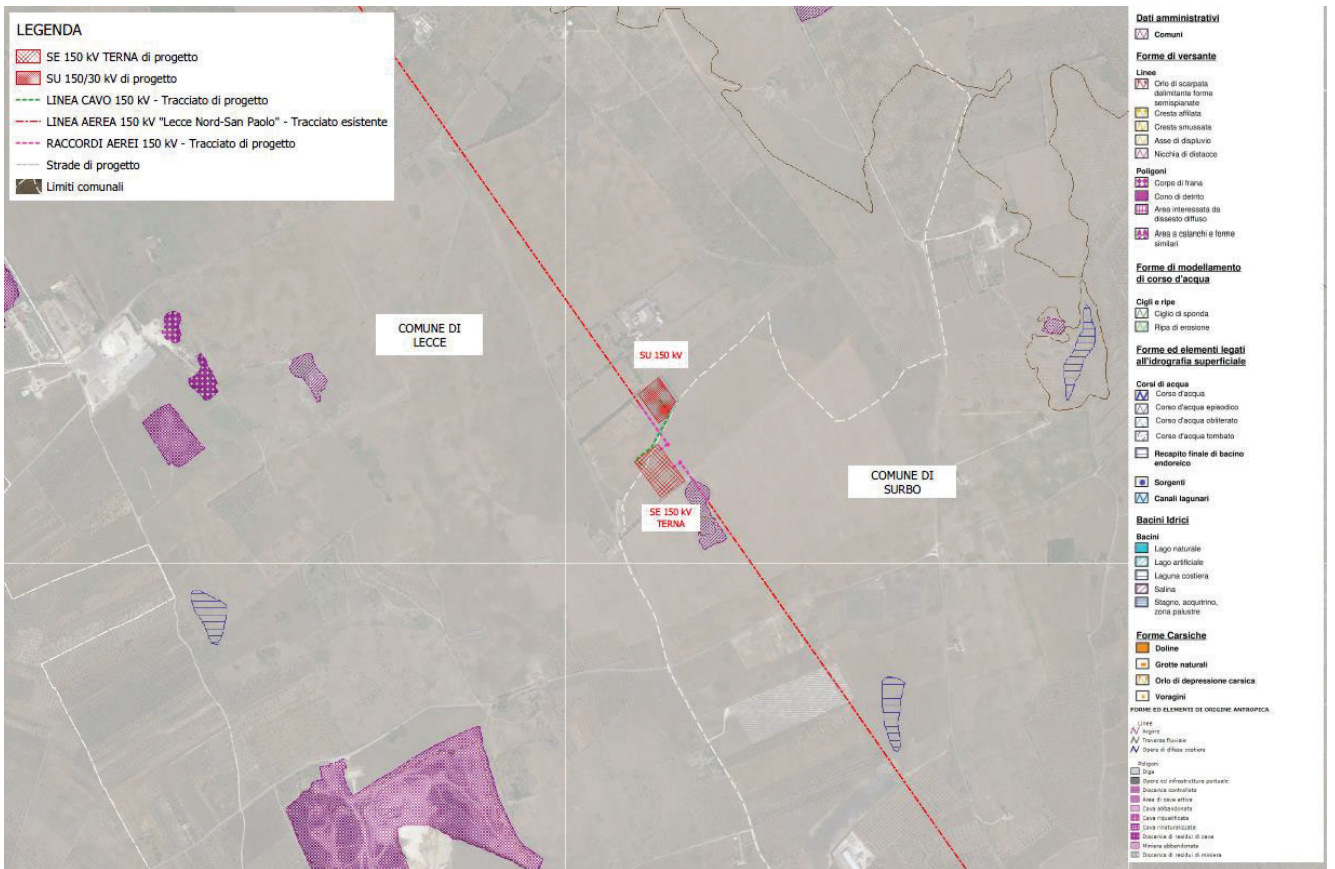 LEGENDA
SE 150 kV TERNA di progetto
SU 150/30 kV di progetto
LINEA CAVO 150 kV - Tracciato di progetto
LINEA AEREA 150 kV "Lecce Nord-San Paolo" - Tracciato esistente
RACCORDI AEREI 150 kV - Tracciato di progetto
Strade di progetto
Limiti comunali
COMUNE DI
LECCE
SU 150 kV
COMUNE DI
SURBO
SE 150 kV
TERNA
Dati amministrativi
Comuni
Forme di versante
Linee
Orlo di scarpata
delimitante forme
semispianate
Cresta affilata
Cresta smussata
Asse di displuvio
Nicchia di distacco
Poligoni
Corpo di frana
Cono di detrito
Area interessata da
dissesto diffuso
Area a calanchi e forme
similari
Forme di modellamento
di corso d'acqua
Cigli e ripe
Ciglio di sponda
Ripa di erosione
Forme ed elementi legati
all'idrografia superficiale
Corsi di acqua
Corso d'acqua
Corso d'acqua episodico
Corso d'acqua obliterato
Corso d'acqua tombato
Recapito finale di bacino
endoreico
Sorgenti
Canali lagunari
Bacini Idrici
Bacini
Lago naturale
Lago artificiale
Laguna costiera
Salina
Stagno, acquitrino,
zona palustre
Forme Carsiche
Doline
Grotte naturali
Orlo di depressione carsica
Voragini
FORME ED ELEMENTI DI ORIGINE ANTROPICA
Linee
Argini
Traversa fluviale
Opere di difesa costiera
Poligoni
Diga
Opere ed infrastrutture portuale
Discarica controllata
Area di cava attiva
Cava abbandonata
Cava riqualificata
Cava rinaturalizzata
Discarica di residui di cava
Miniera abbandonata
Discarica di residui di miniera